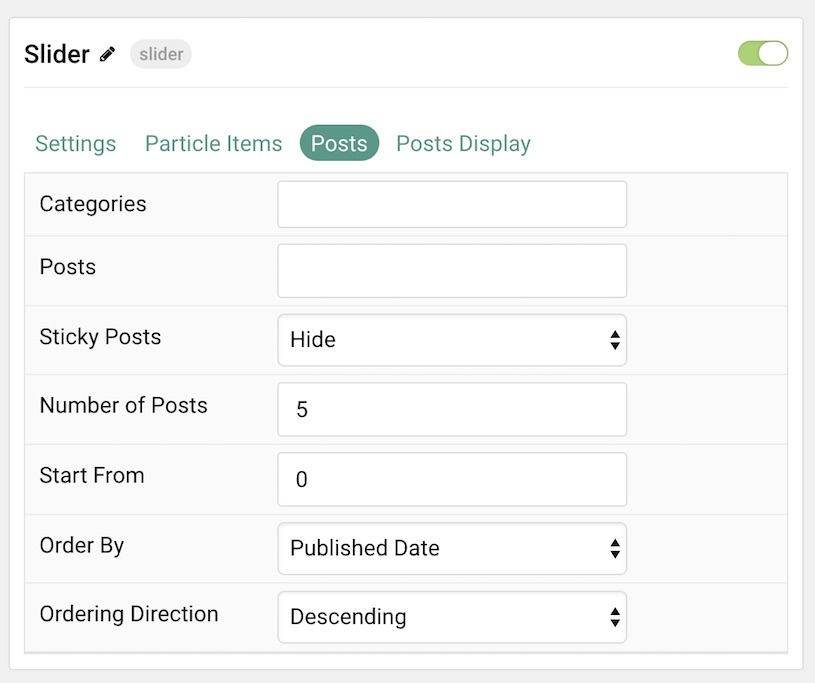 Slider slider
Settings Particle Items Posts Posts Display
Categories
Posts
Sticky Posts Hide
Number of Posts 5
Start From 0
Order By Published Date
Ordering Direction Descending